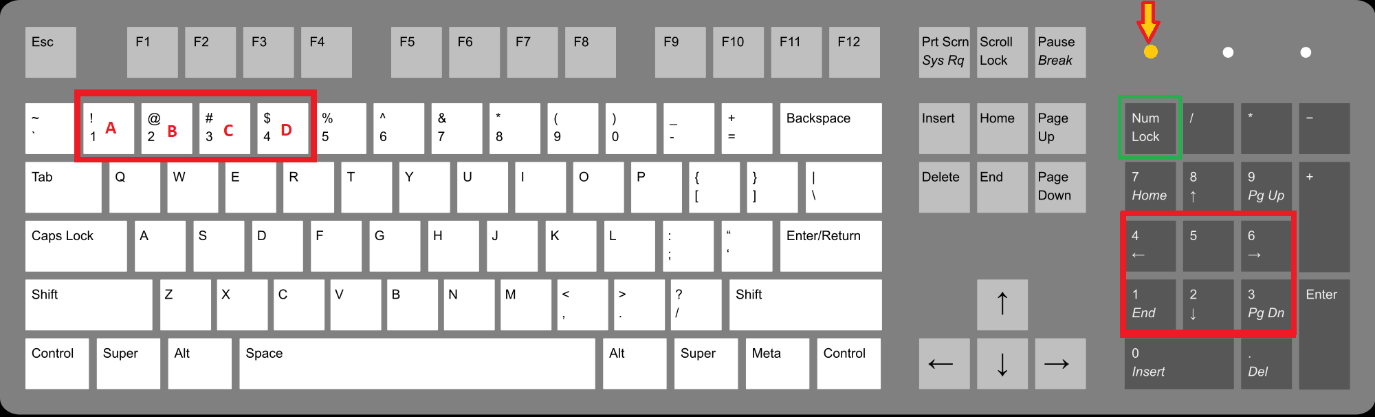 Esc F1 F2 F3 F4 F5 F6 F7 F8 F9 F10 F11 F12 Prt Scrn Scroll Pause
Sys Rq Lock Break
~ ! @ # $ % ^ & * ( ) _ + Backspace Insert Home Page Num / * −
` 1 A 2 B 3 C 4 D 5 6 7 8 9 0 - = Up Lock
Tab Q W E R T Y U I O P { } | Delete End Page 7 8 9 +
[ ] \ Down Home ↑ Pg Up
Caps Lock A S D F G H J K L : “ Enter/Return 4 5 6
; ‘ ← →
Shift Z X C V B N M < > ? Shift ↑ 1 2 3 Enter
, . / End ↓ Pg Dn
Control Super Alt Space Alt Super Meta Control ← ↓ → 0 .
Insert Del